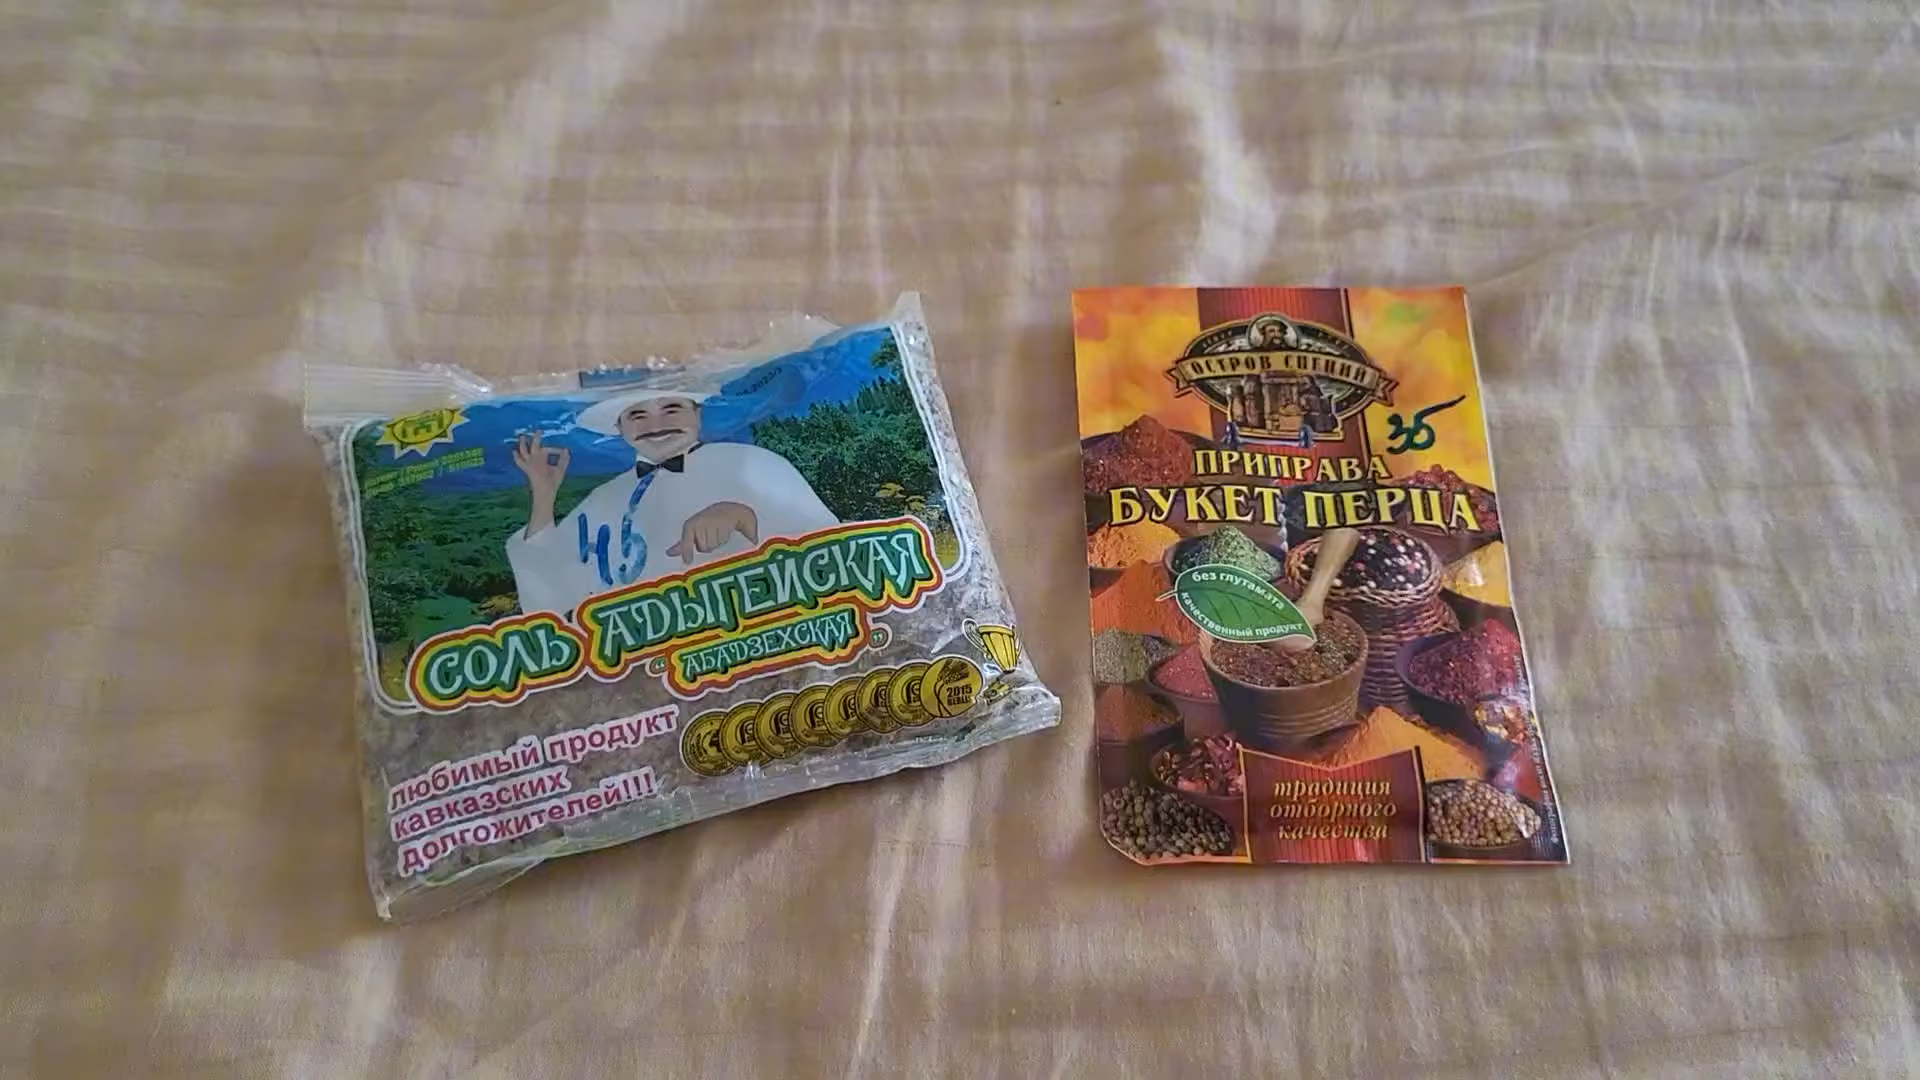 45
СОЛЬ АДЫГЕЙСКАЯ
"АБАДЗЕХСКАЯ"
любимый продукт
кавказских
долгожителей!!!
2015
ОСТРОВ СПЕЦИЙ
35
ПРИПРАВА
БУКЕТ ПЕРЦА
без глутамата
качественный продукт
традиция
отборного
качества